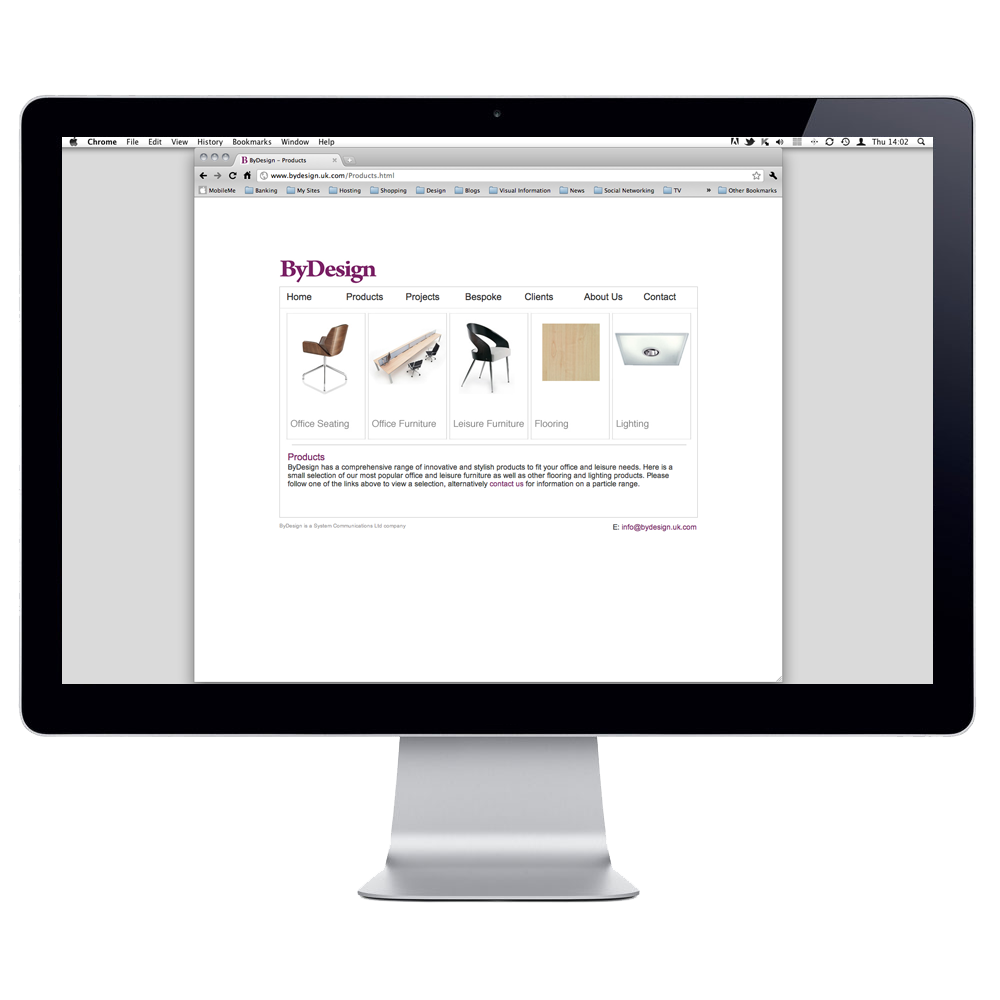 Chrome File Edit View History Bookmarks Window Help Thu 14:02
B ByDesign – Products
www.bydesign.uk.com/Products.html
MobileMe Banking My Sites Hosting Shopping Design Blogs Visual Information News Social Networking TV » Other Bookmarks
ByDesign
Home Products Projects Bespoke Clients About Us Contact
Office Seating Office Furniture Leisure Furniture Flooring Lighting
Products
ByDesign has a comprehensive range of innovative and stylish products to fit your office and leisure needs. Here is a
small selection of our most popular office and leisure furniture as well as other flooring and lighting products. Please
follow one of the links above to view a selection, alternatively contact us for information on a particle range.
ByDesign is a System Communications Ltd company E: info@bydesign.uk.com